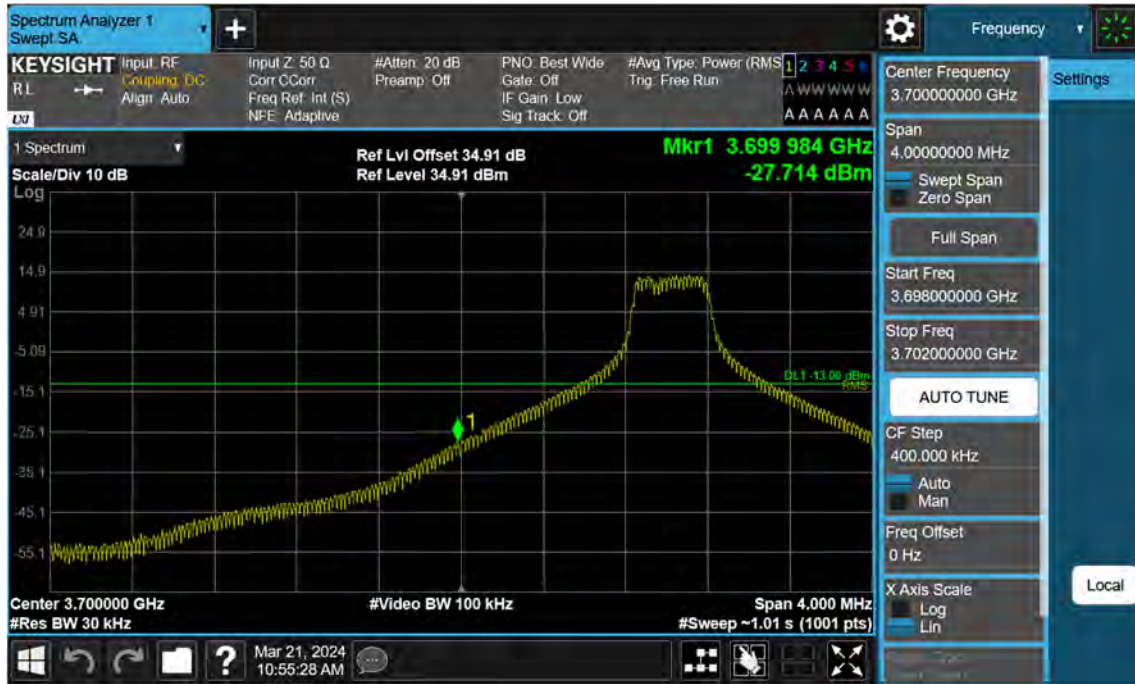 Spectrum Analyzer 1
Swept SA
+
Frequency
KEYSIGHT
RL
LXI
Input: RF
Coupling: DC
Align: Auto
Input Z: 50 Ω
Corr CCorr
Freq Ref: Int (S)
NFE: Adaptive
#Atten: 20 dB
Preamp: Off
PNO: Best Wide
Gate: Off
IF Gain: Low
Sig Track: Off
#Avg Type: Power (RMS
Trig: Free Run
1 2 3 4 5 6
A W W W W W
A A A A A A
1 Spectrum
Scale/Div 10 dB
Ref Lvl Offset 34.91 dB
Ref Level 34.91 dBm
Mkr1 3.699 984 GHz
-27.714 dBm
Log
24.9
14.9
4.91
-5.09
-15.1
-25.1
-35.1
-45.1
-55.1
DL1 -13.00 dBm
RMS
1
Center 3.700000 GHz
#Res BW 30 kHz
#Video BW 100 kHz
Span 4.000 MHz
#Sweep ~1.01 s (1001 pts)
?
Mar 21, 2024
10:55:28 AM
Center Frequency
3.700000000 GHz
Settings
Span
4.00000000 MHz
Swept Span
Zero Span
Full Span
Start Freq
3.698000000 GHz
Stop Freq
3.702000000 GHz
AUTO TUNE
CF Step
400.000 kHz
Auto
Man
Freq Offset
0 Hz
X Axis Scale
Log
Lin
Local